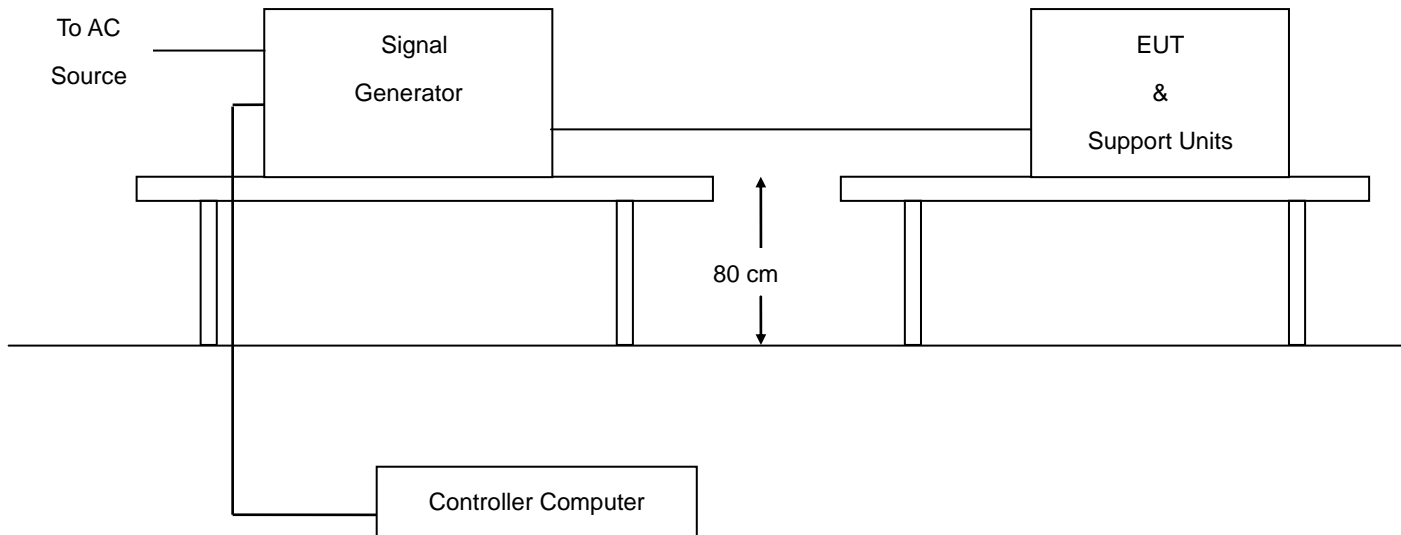 To AC
Source
Signal
Generator
EUT
&
Support Units
80 cm
Controller Computer